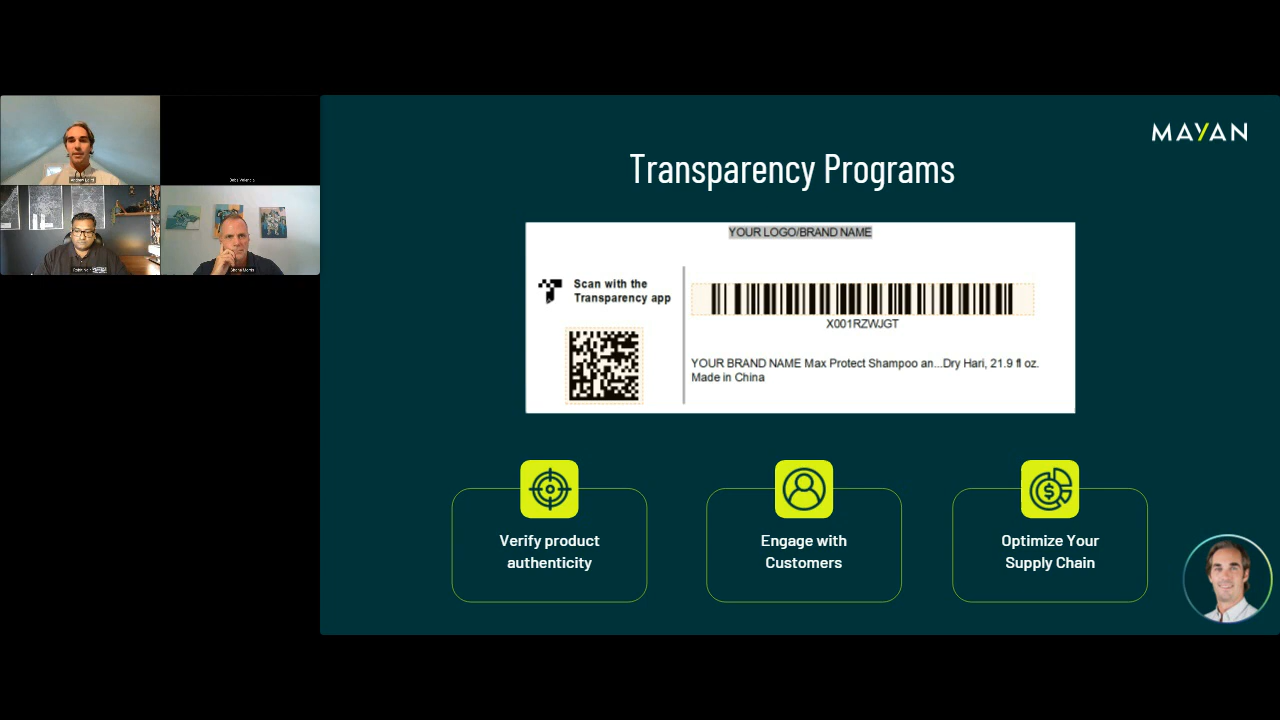 MAYAN
Transparency Programs
YOUR LOGO/BRAND NAME
Scan with the
Transparency app
X001RZWJGT
YOUR BRAND NAME Max Protect Shampoo an...Dry Hari, 21.9 fl oz.
Made in China
Verify product
authenticity
Engage with
Customers
Optimize Your
Supply Chain